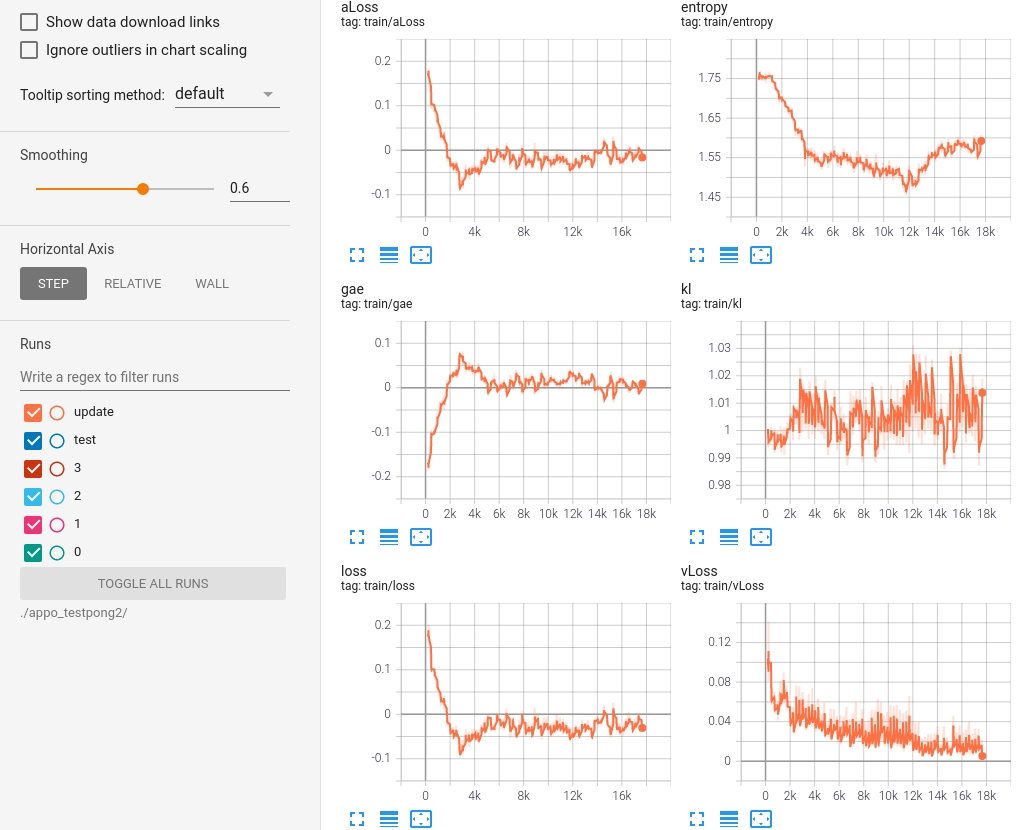 Show data download links
Ignore outliers in chart scaling
Tooltip sorting method: default
Smoothing
0.6
Horizontal Axis
STEP RELATIVE WALL
Runs
Write a regex to filter runs
update
test
3
2
1
0
TOGGLE ALL RUNS
./appo_testpong2/
aLoss
tag: train/aLoss
0.2
0.1
0
-0.1
0 4k 8k 12k 16k
entropy
tag: train/entropy
1.75
1.65
1.55
1.45
0 2k 4k 6k 8k 10k 12k 14k 16k 18k
gae
tag: train/gae
0.1
0
-0.1
-0.2
0 2k 4k 6k 8k 10k 12k 14k 16k 18k
kl
tag: train/kl
1.03
1.02
1.01
1
0.99
0.98
0 2k 4k 6k 8k 10k 12k 14k 16k 18k
loss
tag: train/loss
0.2
0.1
0
-0.1
0 4k 8k 12k 16k
vLoss
tag: train/vLoss
0.12
0.08
0.04
0
0 2k 4k 6k 8k 10k 12k 14k 16k 18k